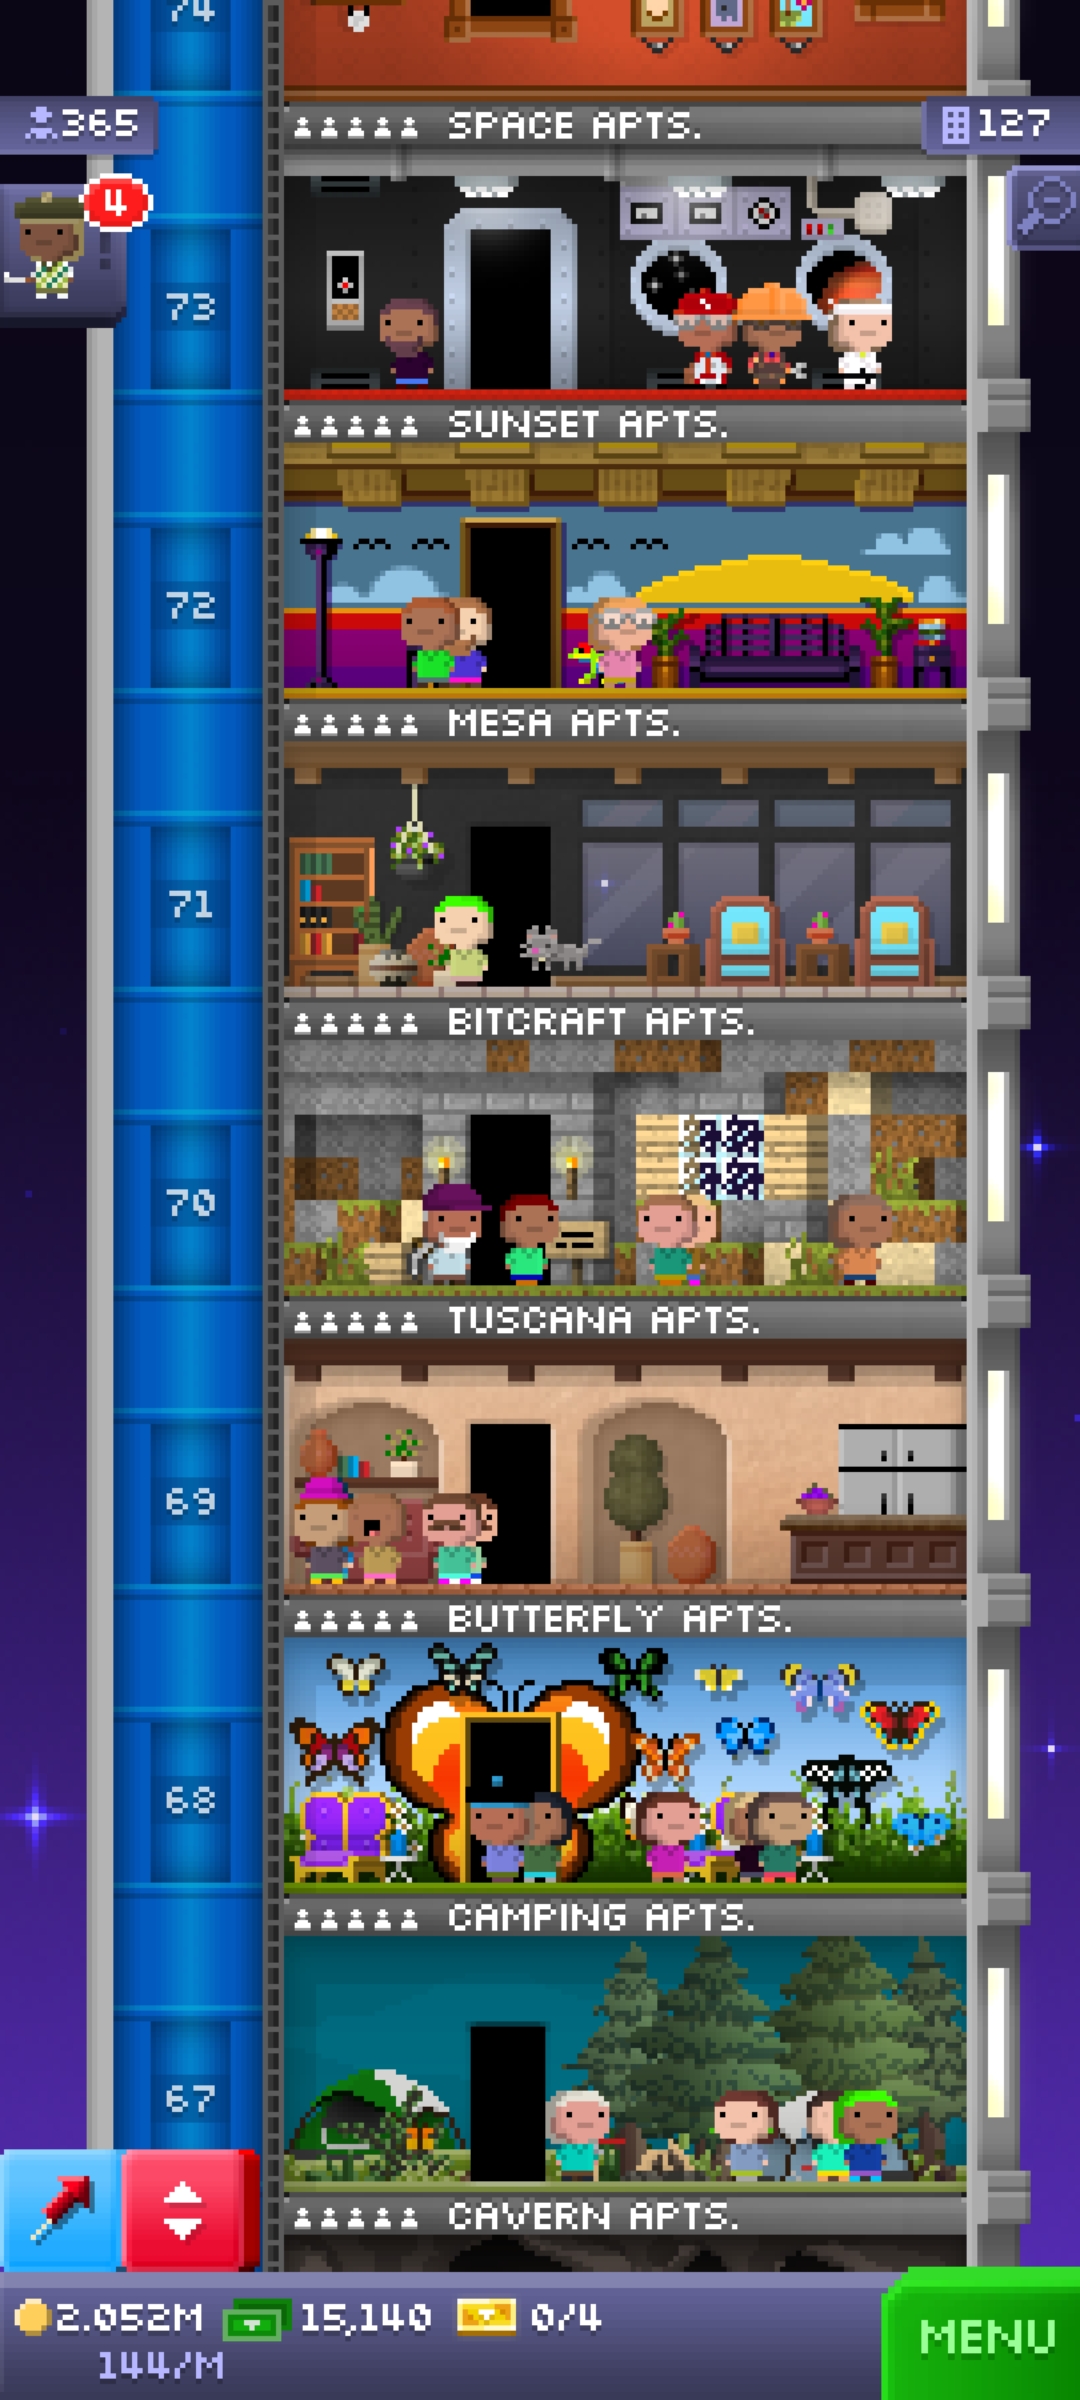 74
365
127
SPACE APTS.
4
73
SUNSET APTS.
72
MESA APTS.
71
BITCRAFT APTS.
70
TUSCANA APTS.
69
BUTTERFLY APTS.
68
CAMPING APTS.
67
CAVERN APTS.
2.052M 15,140 0/4
144/M
MENU